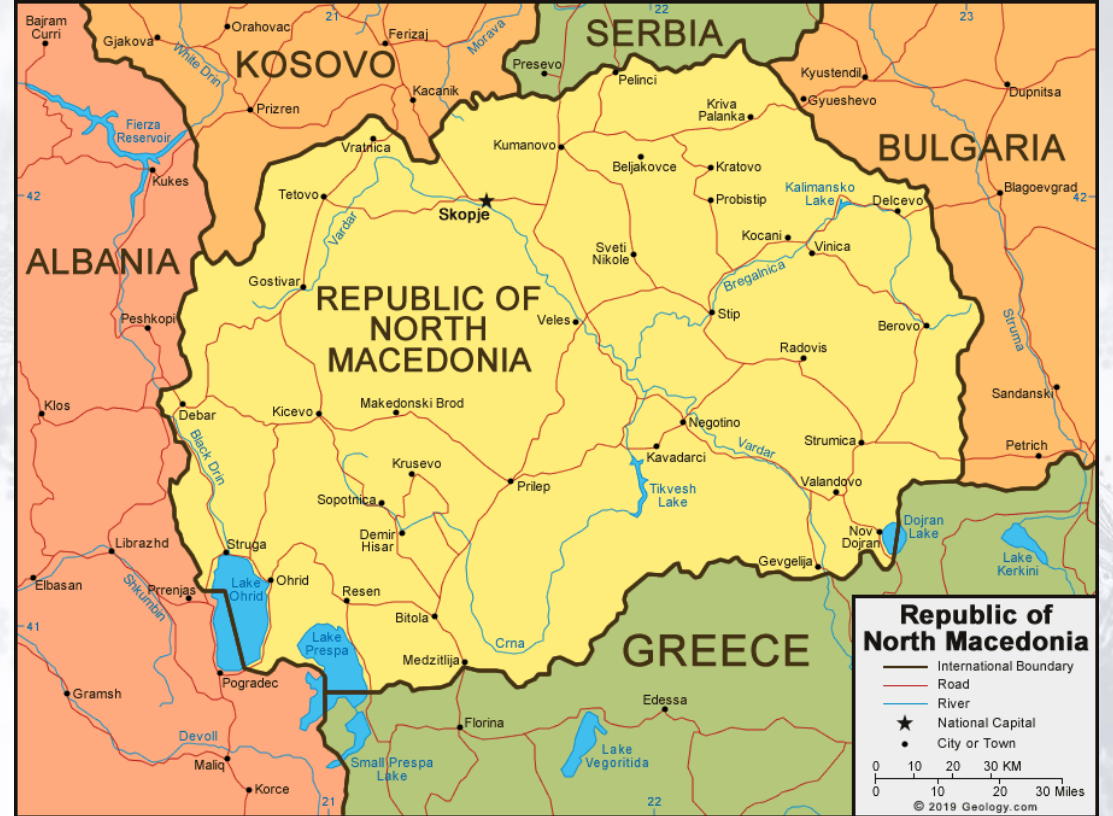 21
22
23
Bajram
Curri
Gjakova
Orahovac
Ferizaj
Morava
SERBIA
White Drin
KOSOVO
Presevo
Pelinci
Kyustendil
Dupnitsa
Kacanik
Prizren
Kriva
Palanka
Gyueshevo
Fierza
Reservoir
Vratnica
Kumanovo
BULGARIA
Beljakovce
Kratovo
Kukes
42
Tetovo
Kalimansko
Lake
Blagoevgrad
42
Probistip
Delcevo
Skopje
Vardar
Kocani
Vinica
ALBANIA
Sveti
Nikole
Gostivar
Bregalnica
REPUBLIC OF
NORTH
MACEDONIA
Peshkopi
Veles
Stip
Berovo
Struma
Radovis
Sandanski
Klos
Debar
Kicevo
Makedonski Brod
Negotino
Black Drin
Vardar
Strumica
Petrich
Kavadarci
Krusevo
Prilep
Tikvesh
Lake
Valandovo
Sopotnica
Demir
Hisar
Nov
Dojran
Dojran
Lake
Librazhd
Struga
Gevgelija
Lake
Kerkini
Elbasan
Shkumbin
Prrenjas
Lake
Ohrid
Ohrid
Resen
Bitola
41
Lake
Prespa
Crna
GREECE
Medzitlija
Pogradec
Gramsh
Edessa
Florina
Devoll
Maliq
Small Prespa
Lake
Lake
Vegoritida
Korce
21
22
Republic of
North Macedonia
International Boundary
Road
River
National Capital
City or Town
0 10 20 30 KM
0 10 20 30 Miles
© 2019 Geology.com